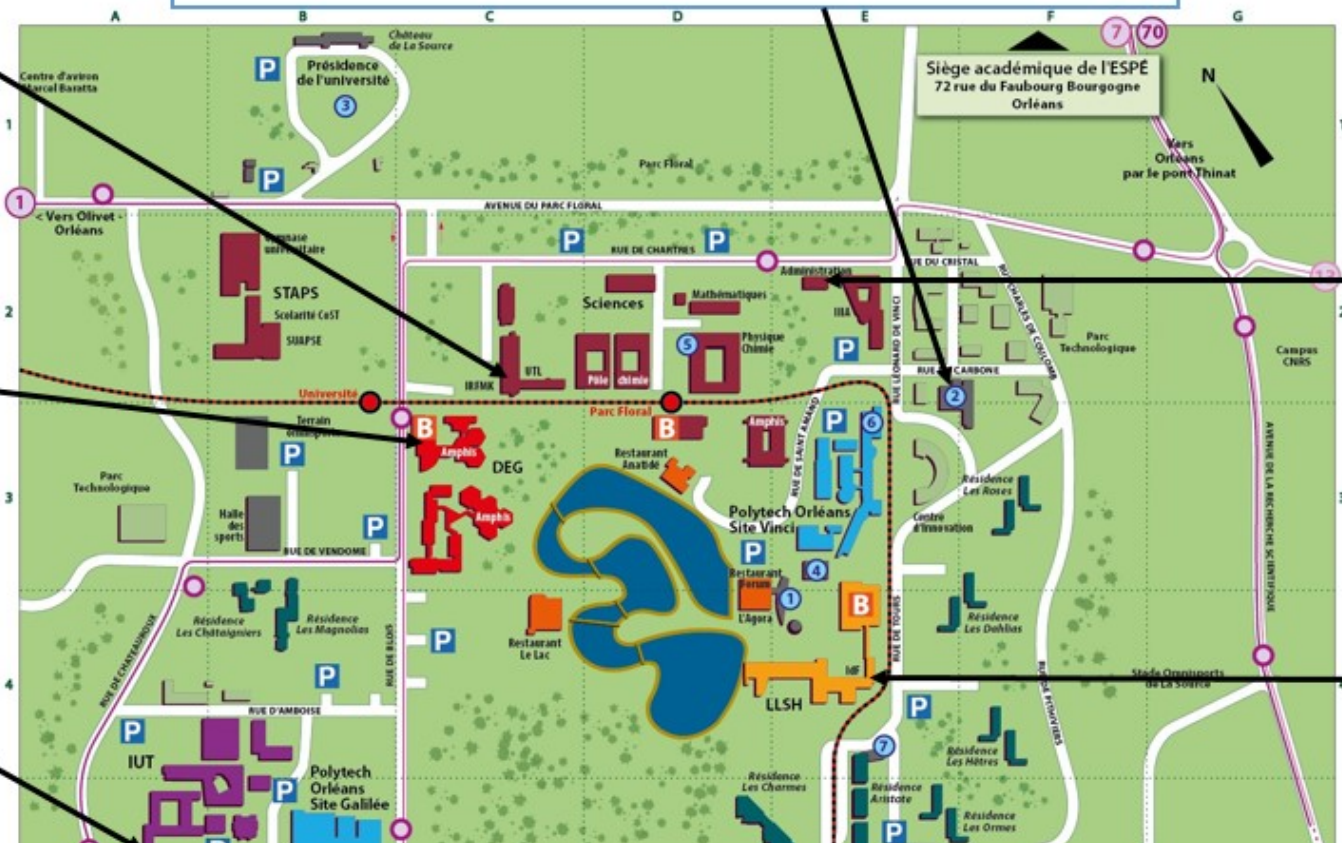 A
B
C
D
E
F
G
7
70
Château
de La Source
P
Présidence
de l'université
3
Siège académique de l'ESPÉ
72 rue du Faubourg Bourgogne
Orléans
N
Centre d'aviron
Marcel Baratta
1
P
Parc Floral
Vers
Orléans
par le pont Thinat
1
< Vers Olivet -
Orléans
AVENUE DU PARC FLORAL
P
P
RUE DE CHARTRES
RUE DU CRISTAL
RUE CHARLES DE COULOMB
Gymnase
universitaire
STAPS
Scolarité CoST
SUAPSE
2
Sciences
Mathématiques
Administration
IIIA
5
Physique
Chimie
P
RUE LÉONARD DE VINCI
Parc
Technologique
Campus
CNRS
IRFMK
UTL
Pôle
chimie
RUE DU CARBONE
2
Université
Parc Floral
Terrain
omnisports
P
B
Amphis
DEG
B
Restaurant
Anatidé
Amphis
RUE DE SAINT AMAND
P
6
AVENUE DE LA RECHERCHE SCIENTIFIQUE
Parc
Technologique
3
Halle
des
sports
P
Amphis
Polytech Orléans
Site Vinci
Centre
d'Innovation
Résidence
Les Roses
RUE DE VENDOME
P
4
Restaurant
Forum
L'Agora
1
B
Résidence
Les Châtaigniers
Résidence
Les Magnolias
RUE DE BLOIS
P
Restaurant
Le Lac
RUE DE TOURS
Résidence
Les Dahlias
RUE DE CHATEAUROUX
4
P
IdF
LLSH
RUE DE PITHIVIERS
Stade Omnisports
de La Source
RUE D'AMBOISE
P
P
IUT
7
Résidence
Les Hêtres
P
Polytech
Orléans
Site Galilée
Résidence
Les Charmes
Résidence
Aristote
Résidence
Les Ormes
P